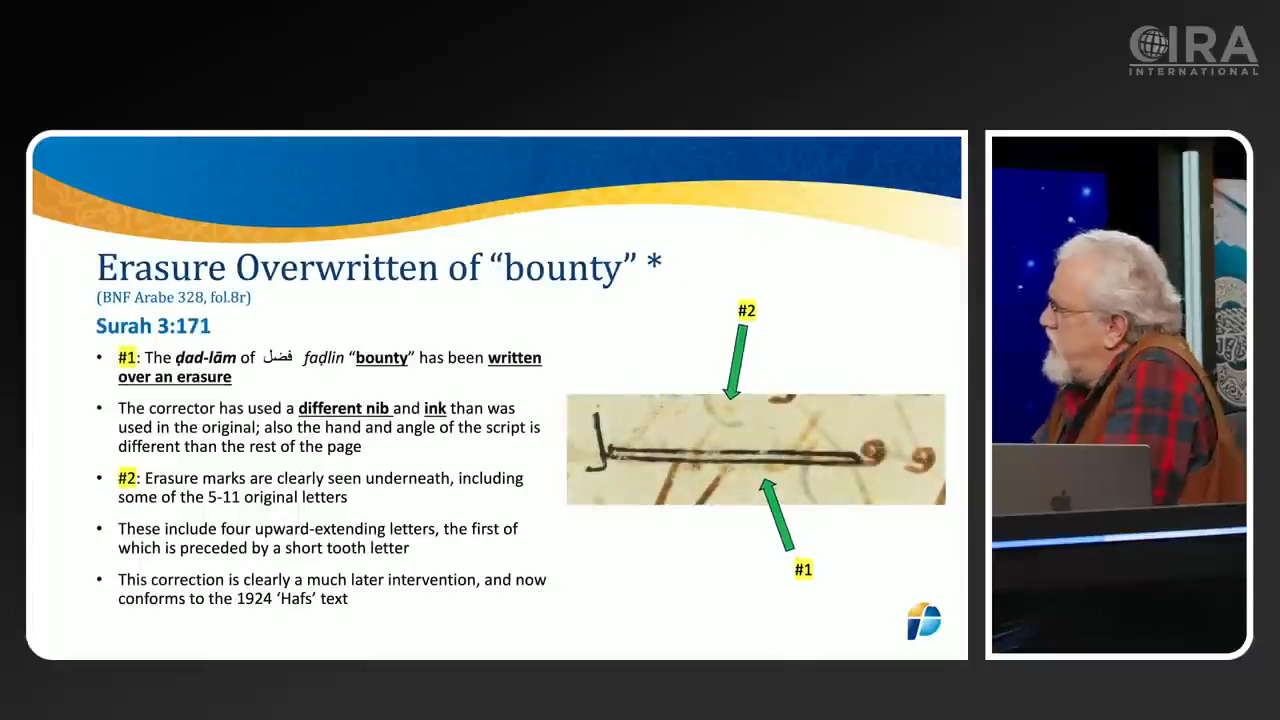 CIRA
INTERNATIONAL
Erasure Overwritten of “bounty” *
(BNF Arabe 328, fol.8r)
Surah 3:171
• #1: The ḍad-lām of فضل faḍlin “bounty” has been written
over an erasure
• The corrector has used a different nib and ink than was
used in the original; also the hand and angle of the script is
different than the rest of the page
• #2: Erasure marks are clearly seen underneath, including
some of the 5-11 original letters
• These include four upward-extending letters, the first of
which is preceded by a short tooth letter
• This correction is clearly a much later intervention, and now
conforms to the 1924 ‘Hafs’ text
#2
#1